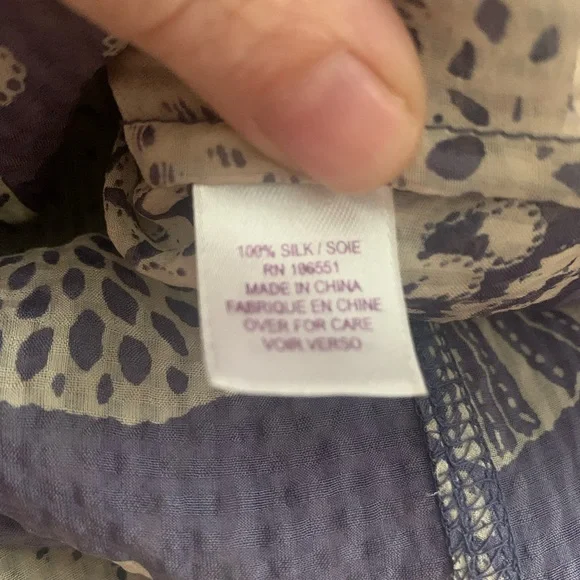 100% SILK / SOIE
RN 106551
MADE IN CHINA
FABRIQUE EN CHINE
OVER FOR CARE
VOIR VERSO